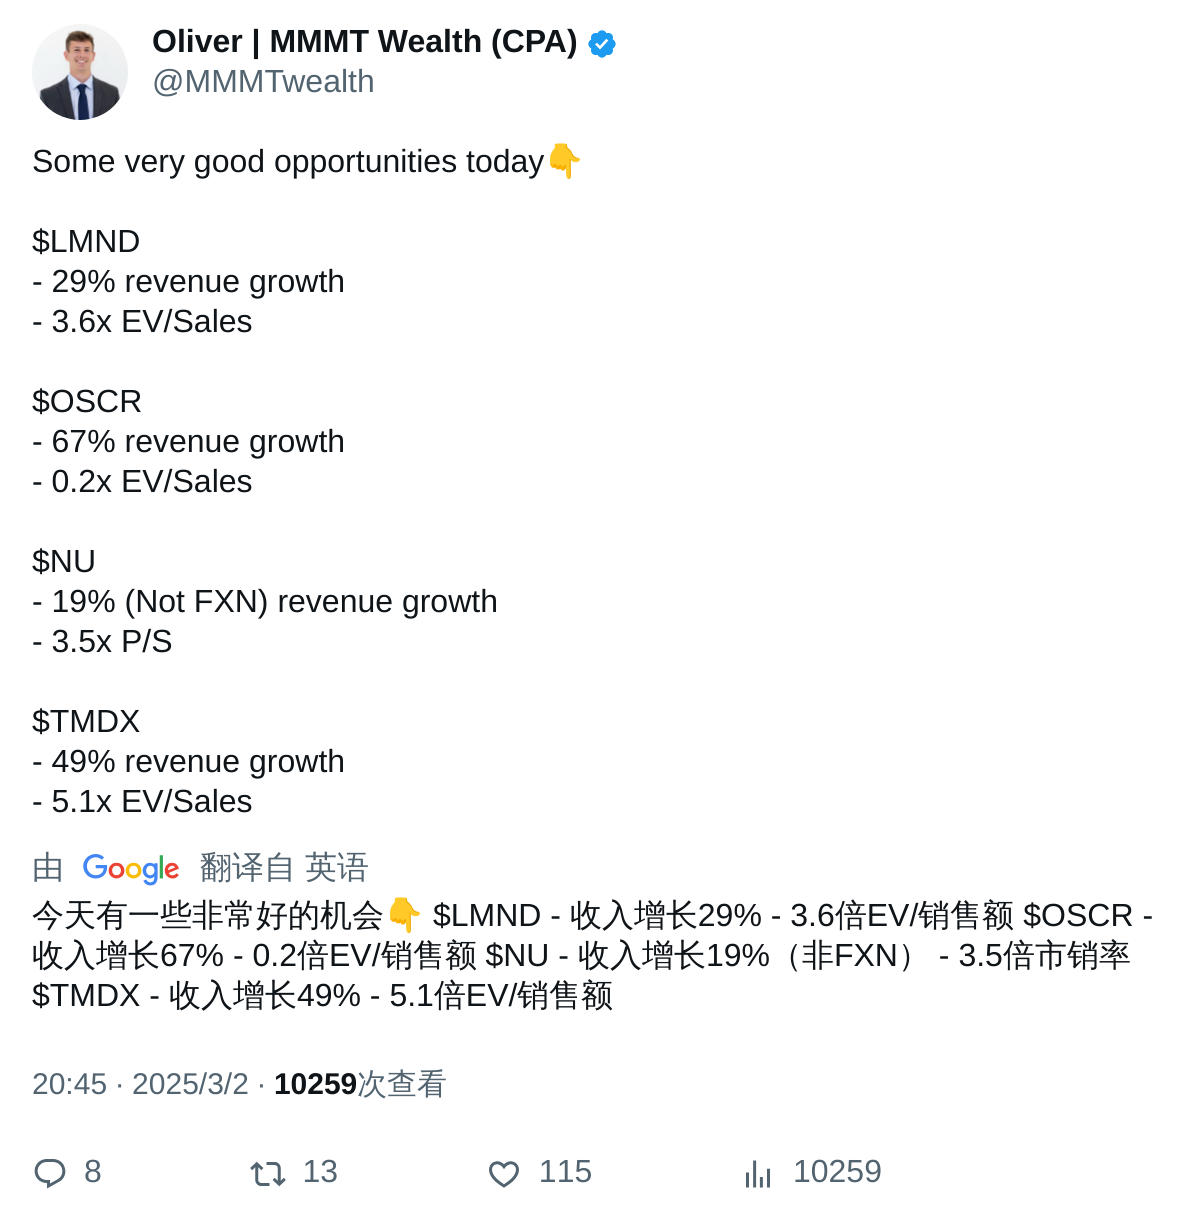 Oliver | MMMT Wealth (CPA)
@MMMTwealth
Some very good opportunities today👇
$LMND
- 29% revenue growth
- 3.6x EV/Sales
$OSCR
- 67% revenue growth
- 0.2x EV/Sales
$NU
- 19% (Not FXN) revenue growth
- 3.5x P/S
$TMDX
- 49% revenue growth
- 5.1x EV/Sales
由 Google 翻译自 英语
今天有一些非常好的机会👇 $LMND - 收入增长29% - 3.6倍EV/销售额 $OSCR -
收入增长67% - 0.2倍EV/销售额 $NU - 收入增长19%（非FXN） - 3.5倍市销率
$TMDX - 收入增长49% - 5.1倍EV/销售额
20:45 · 2025/3/2 · 10259次查看
8 13 115 10259